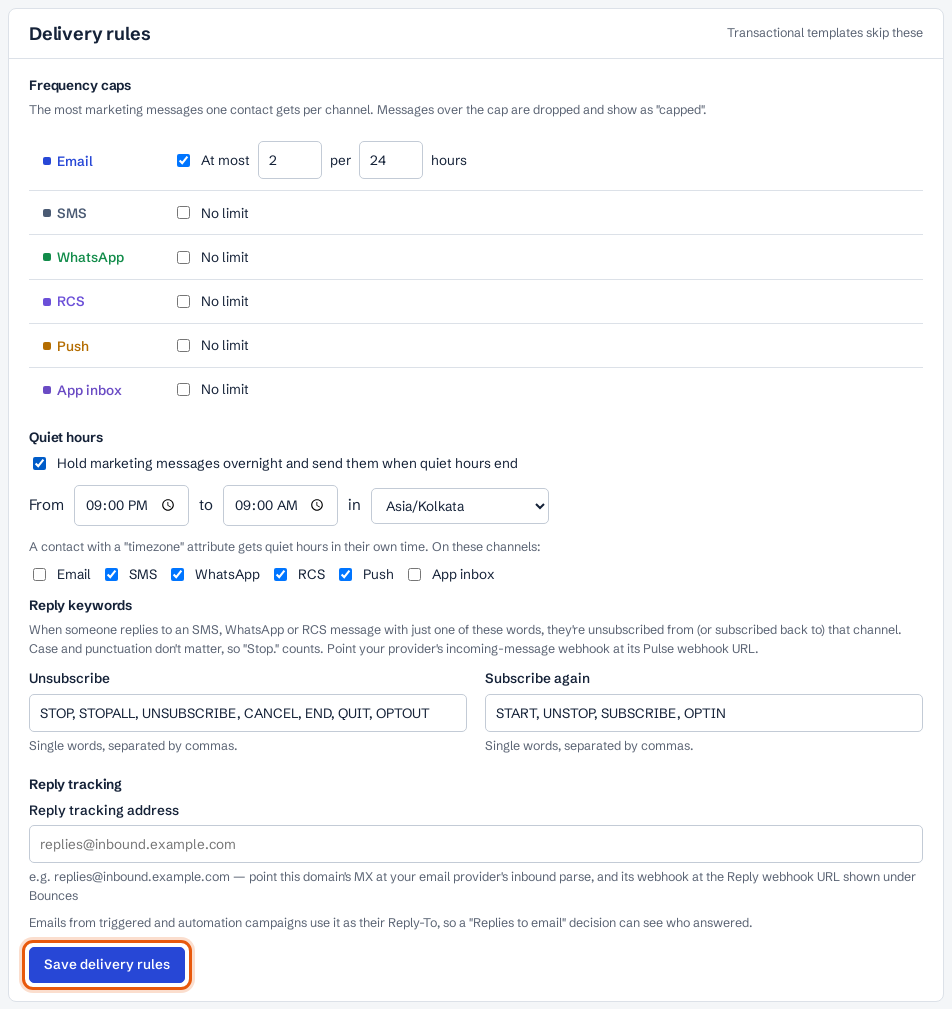 Delivery rules
Transactional templates skip these
Frequency caps
The most marketing messages one contact gets per channel. Messages over the cap are dropped and show as "capped".
Email
At most 2 per 24 hours
SMS
No limit
WhatsApp
No limit
RCS
No limit
Push
No limit
App inbox
No limit
Quiet hours
Hold marketing messages overnight and send them when quiet hours end
From 09:00 PM to 09:00 AM in Asia/Kolkata
A contact with a "timezone" attribute gets quiet hours in their own time. On these channels:
Email SMS WhatsApp RCS Push App inbox
Reply keywords
When someone replies to an SMS, WhatsApp or RCS message with just one of these words, they're unsubscribed from (or subscribed back to) that channel.
Case and punctuation don't matter, so "Stop." counts. Point your provider's incoming-message webhook at its Pulse webhook URL.
Unsubscribe
STOP, STOPALL, UNSUBSCRIBE, CANCEL, END, QUIT, OPTOUT
Single words, separated by commas.
Subscribe again
START, UNSTOP, SUBSCRIBE, OPTIN
Single words, separated by commas.
Reply tracking
Reply tracking address
replies@inbound.example.com
e.g. replies@inbound.example.com — point this domain's MX at your email provider's inbound parse, and its webhook at the Reply webhook URL shown under
Bounces
Emails from triggered and automation campaigns use it as their Reply-To, so a "Replies to email" decision can see who answered.
Save delivery rules